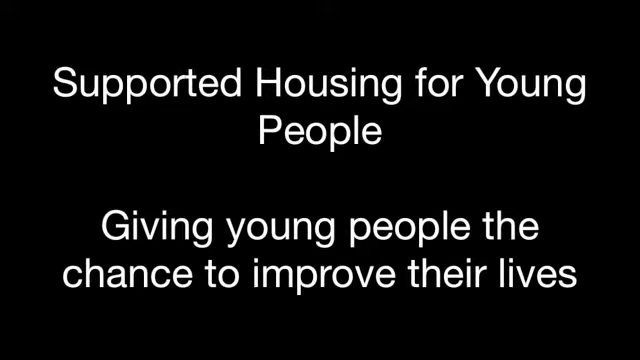 Supported Housing for Young
People
Giving young people the
chance to improve their lives